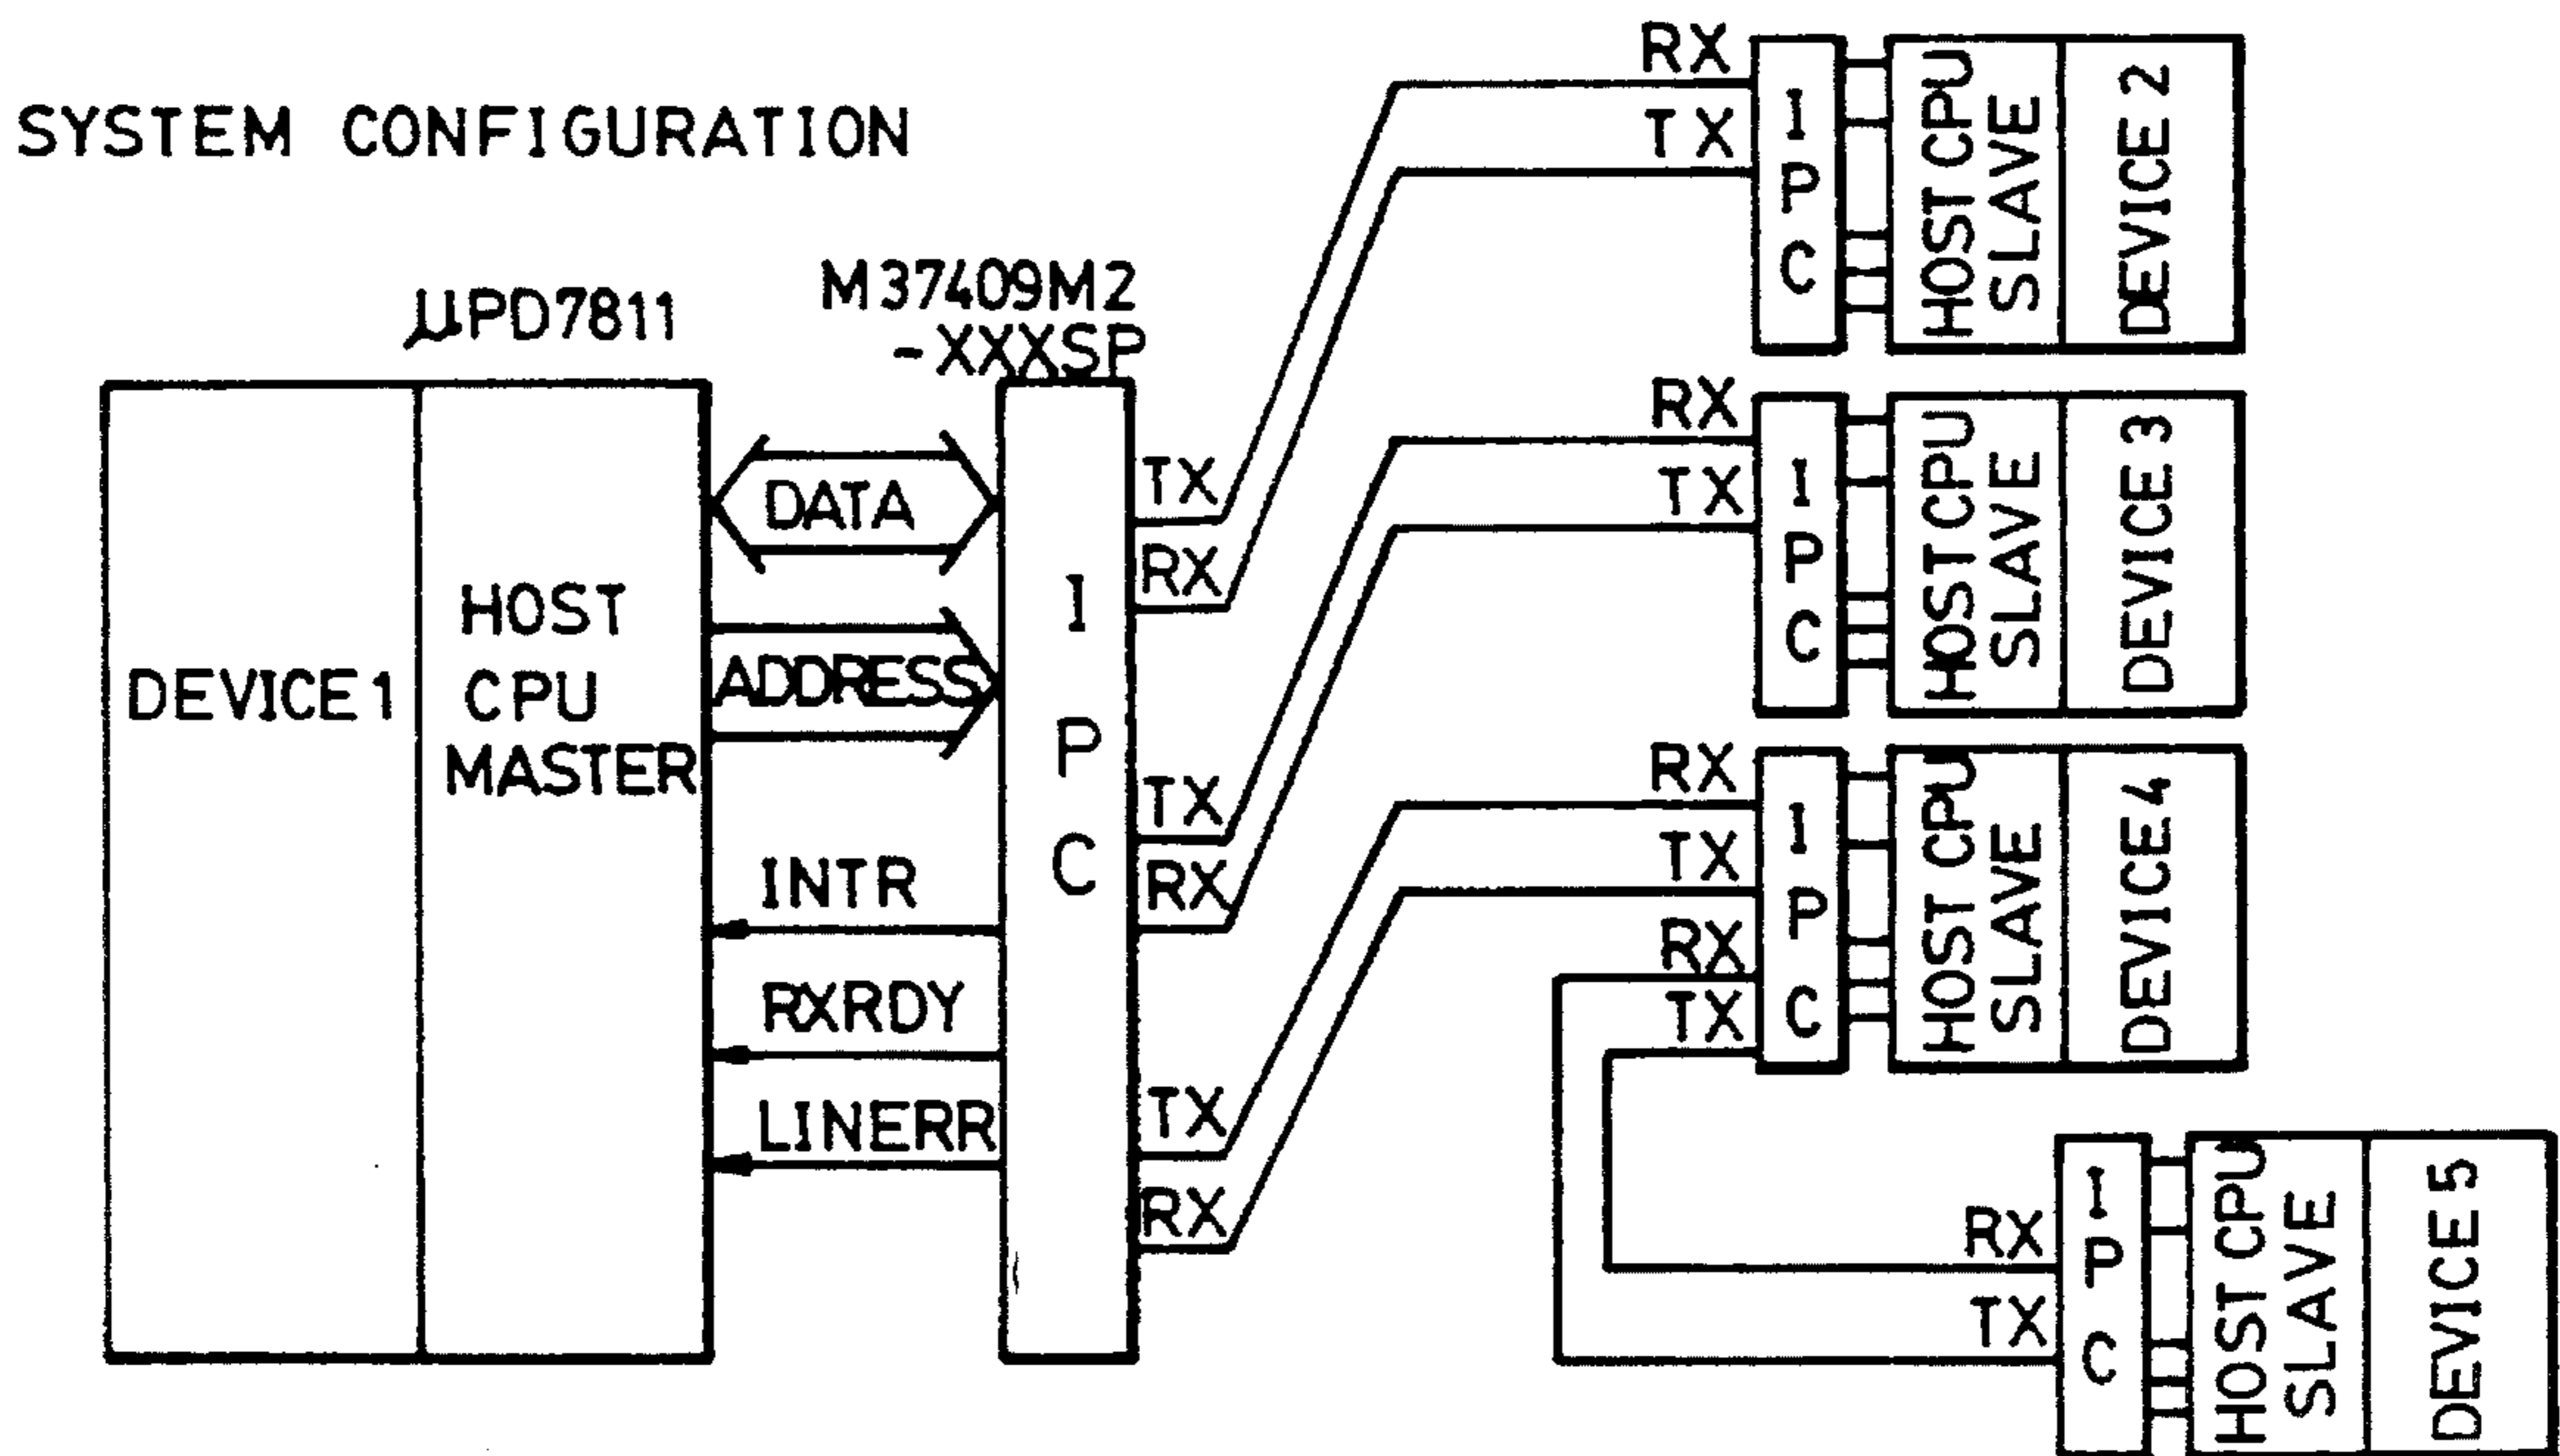 SYSTEM CONFIGURATION
μPD7811
M37409M2
-XXXSP
DEVICE1
HOST
CPU
MASTER
DATA
ADDRESS
INTR
RXRDY
LINERR
I
P
C
TX
RX
TX
RX
TX
RX
RX
TX
I
P
C
HOST CPU
SLAVE
DEVICE 2
RX
TX
I
P
C
HOST CPU
SLAVE
DEVICE 3
RX
TX
RX
TX
I
P
C
HOST CPU
SLAVE
DEVICE 4
RX
TX
I
P
C
HOST CPU
SLAVE
DEVICE 5